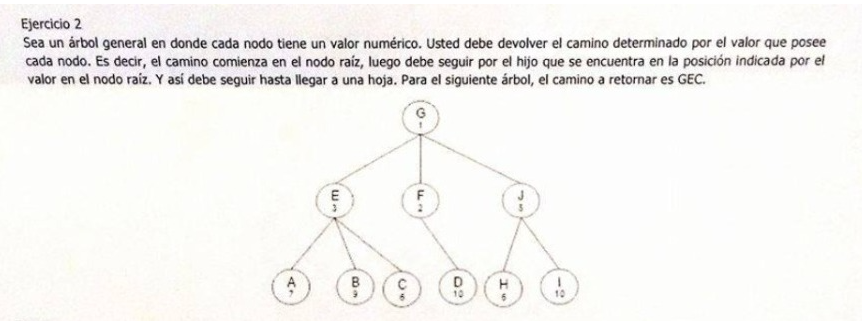 Ejercicio 2
Sea un árbol general en donde cada nodo tiene un valor numérico. Usted debe devolver el camino determinado por el valor que posee
cada nodo. Es decir, el camino comienza en el nodo raíz, luego debe seguir por el hijo que se encuentra en la posición indicada por el
valor en el nodo raíz. Y así debe seguir hasta llegar a una hoja. Para el siguiente árbol, el camino a retornar es GEC.
G
1
E F J
3 2 5
A B C D H I
7 9 6 10 6 10